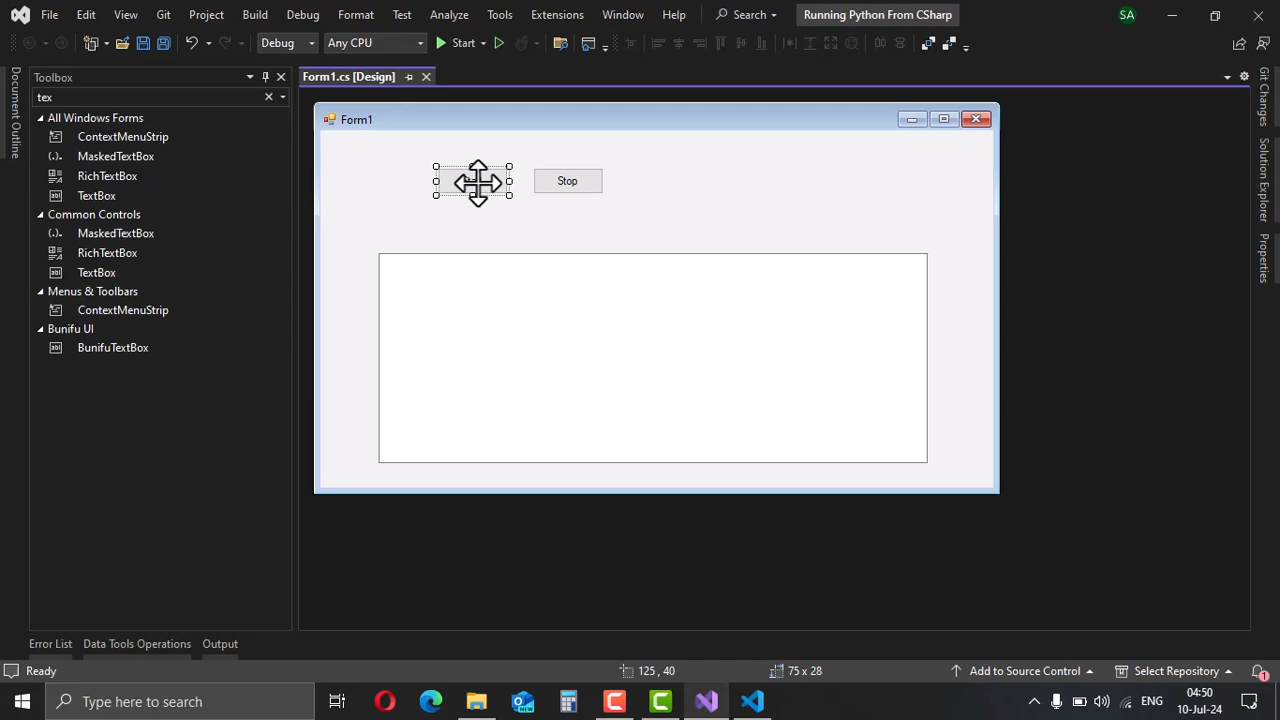 File Edit View Git Project Build Debug Format Test Analyze Tools Extensions Window Help Search Running Python From CSharp SA
Debug Any CPU Start
Document Outline
Toolbox
Form1.cs [Design]
tex
All Windows Forms
ContextMenuStrip
MaskedTextBox
RichTextBox
TextBox
Common Controls
MaskedTextBox
RichTextBox
TextBox
Menus & Toolbars
ContextMenuStrip
Bunifu UI
BunifuTextBox
Form1
Stop
Git Changes
Solution Explorer
Properties
Error List Data Tools Operations Output
Ready 125 , 40 75 x 28 Add to Source Control Select Repository 1
Type here to search NEW ENG 04:50
10-Jul-24